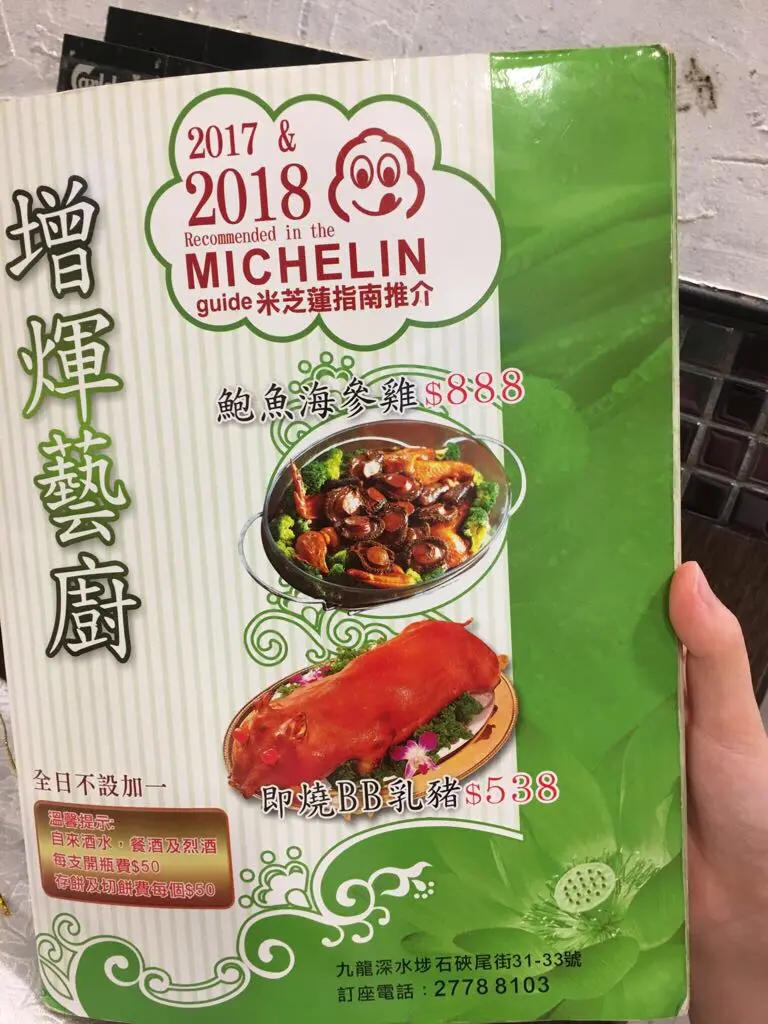 2017 &
2018
Recommended in the
MICHELIN
guide 米芝蓮指南推介
增煇藝廚
鮑魚海參雞$888
即燒BB乳豬$538
全日不設加一
溫馨提示:
自來酒水，餐酒及烈酒
每支開瓶費$50
存餅及切餅費每個$50
九龍深水埗石硤尾街31-33號
訂座電話：2778 8103